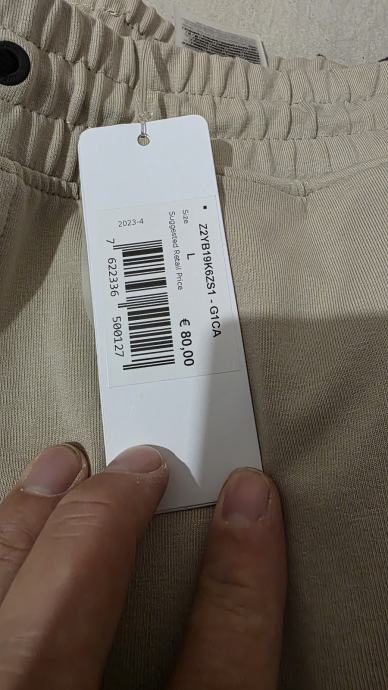 Z2YB19K6ZS1 - G1CA
Size L
Suggested Retail Price
€ 80,00
2023-4
7 622336 500127